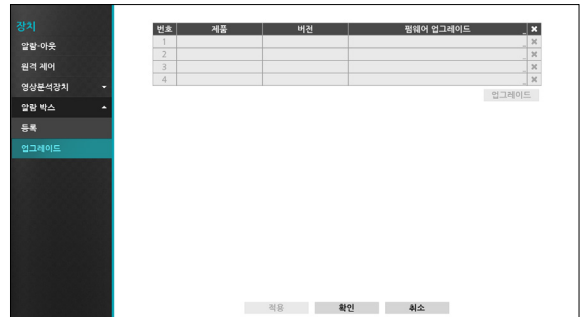 장치
알람-아웃
원격 제어
영상분석장치
알람 박스
등록
업그레이드
번호 제품 버전 펌웨어 업그레이드 ... ✖
1 ... ✖
2 ... ✖
3 ... ✖
4 ... ✖
업그레이드
적용 확인 취소